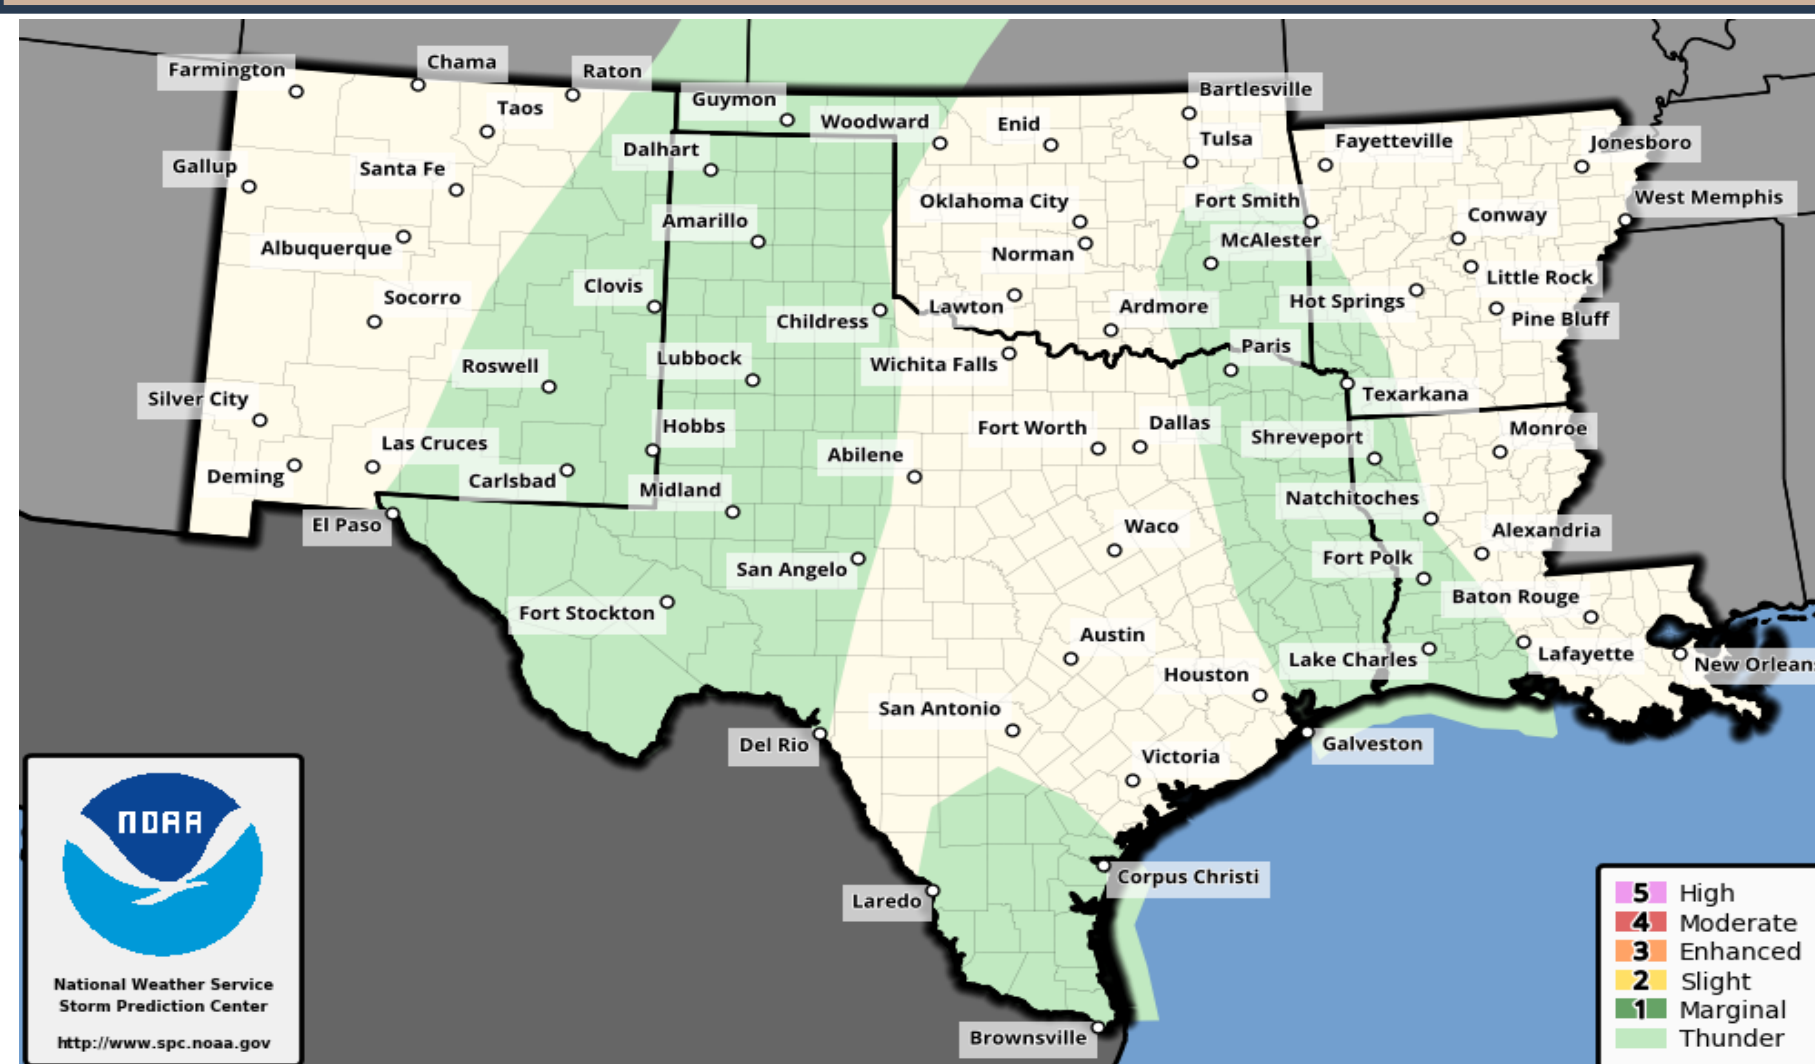 Farmington
Chama
Raton
Taos
Guymon
Woodward
Enid
Bartlesville
Tulsa
Fayetteville
Jonesboro
Gallup
Santa Fe
Dalhart
Oklahoma City
Fort Smith
Conway
West Memphis
Albuquerque
Amarillo
Norman
McAlester
Little Rock
Socorro
Clovis
Childress
Lawton
Ardmore
Hot Springs
Pine Bluff
Roswell
Lubbock
Wichita Falls
Paris
Texarkana
Silver City
Las Cruces
Hobbs
Fort Worth
Dallas
Shreveport
Monroe
Deming
Carlsbad
Midland
Abilene
Natchitoches
El Paso
Waco
Alexandria
San Angelo
Fort Polk
Fort Stockton
Baton Rouge
Austin
Lake Charles
Lafayette
New Orleans
Houston
San Antonio
Del Rio
Galveston
Victoria
Laredo
Corpus Christi
Brownsville
NOAA
National Weather Service
Storm Prediction Center
http://www.spc.noaa.gov
5 High
4 Moderate
3 Enhanced
2 Slight
1 Marginal
Thunder